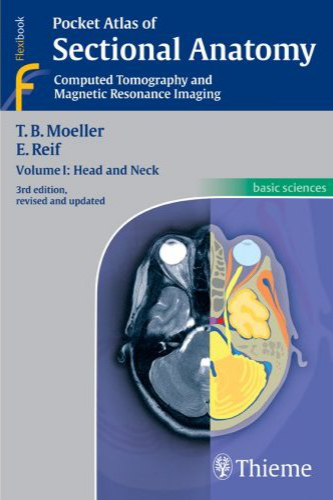 Flexibook
f
Pocket Atlas of
Sectional Anatomy
Computed Tomography and
Magnetic Resonance Imaging
T. B. Moeller
E. Reif
Volume I: Head and Neck
3rd edition,
revised and updated
basic sciences
Thieme